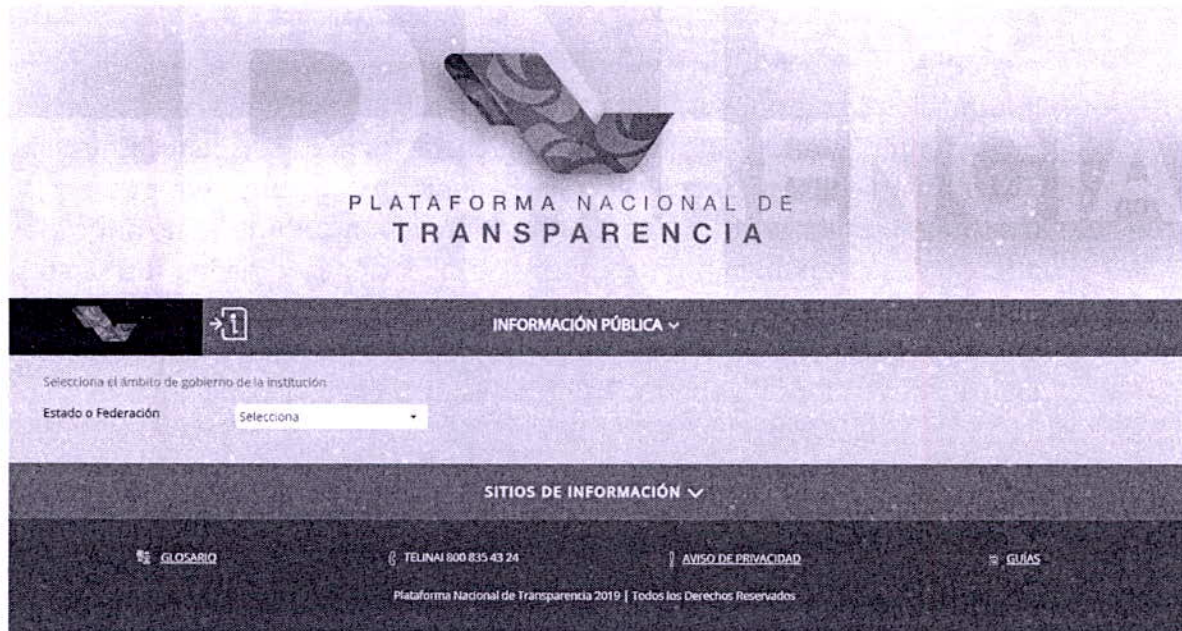 PLATAFORMA NACIONAL DE
TRANSPARENCIA
INFORMACIÓN PÚBLICA
Selecciona el ámbito de gobierno de la institución
Estado o Federación
Selecciona
SITIOS DE INFORMACIÓN
GLOSARIO
TELINAI 800 835 43 24
AVISO DE PRIVACIDAD
GUÍAS
Plataforma Nacional de Transparencia 2019 | Todos los Derechos Reservados